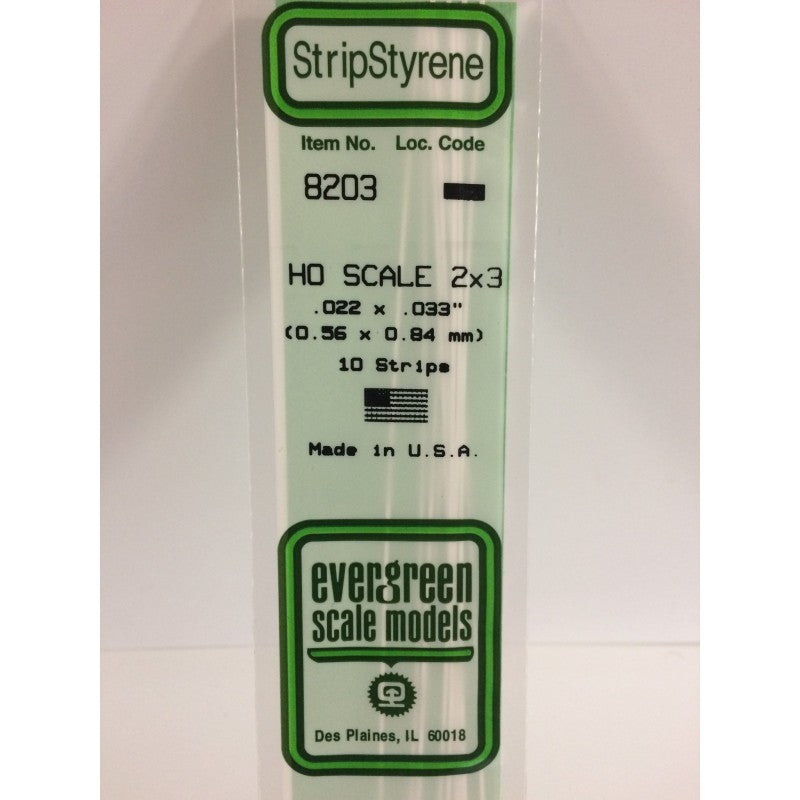 StripStyrene
Item No. Loc. Code
8203
HO SCALE 2x3
.022 x .033"
(0.56 x 0.84 mm)
10 Strips
Made in U.S.A.
evergreen
scale models
Des Plaines, IL 60018